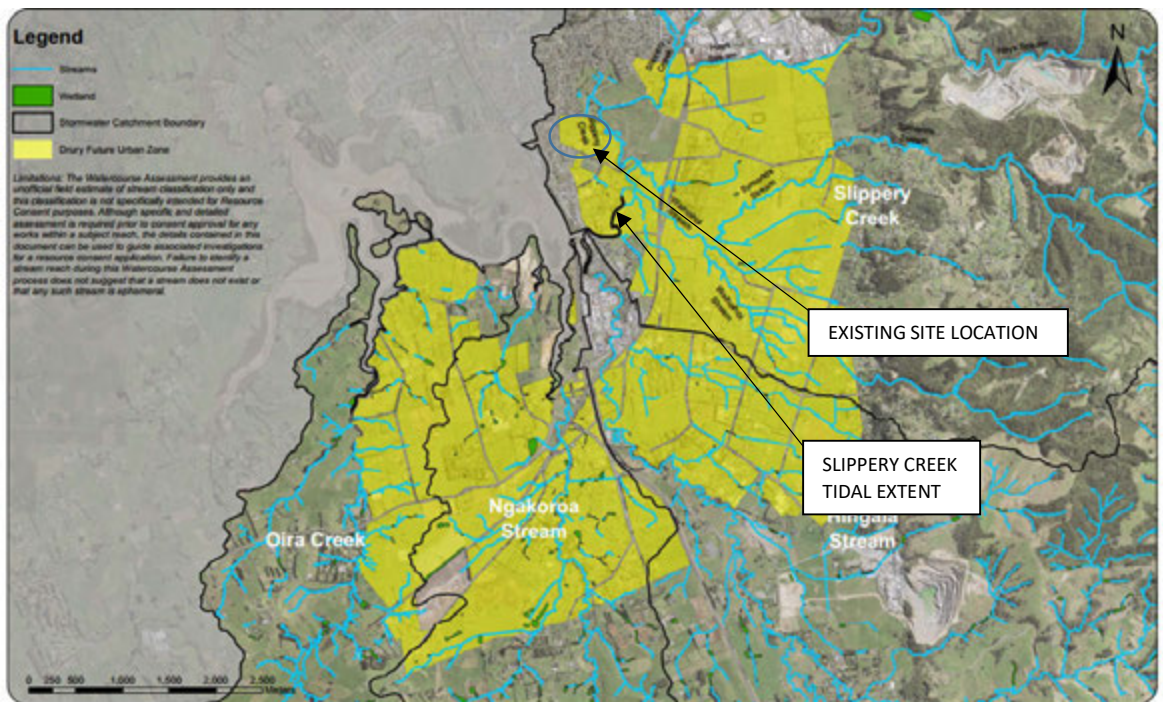 Legend
Streams
Wetland
Stormwater Catchment Boundary
Drury Future Urban Zone
Limitations: The Watercourse Assessment provides an
unofficial field estimate of stream classification only and
this classification is not specifically intended for Resource
Consent purposes. Although specific and detailed
assessment is required prior to consent approval for any
works within a subject reach, the details contained in this
document can be used to guide associated investigations
for a resource consent application. Failure to identify a
stream reach during this Watercourse Assessment
process does not suggest that a stream does not exist or
that any such stream is ephemeral.
N
Slippery
Creek
Stream
EXISTING SITE LOCATION
SLIPPERY CREEK
TIDAL EXTENT
Hingaia
Stream
Ngakoroa
Stream
Oira Creek
0 250 500 1,000 1,500 2,000 2,500
Meters